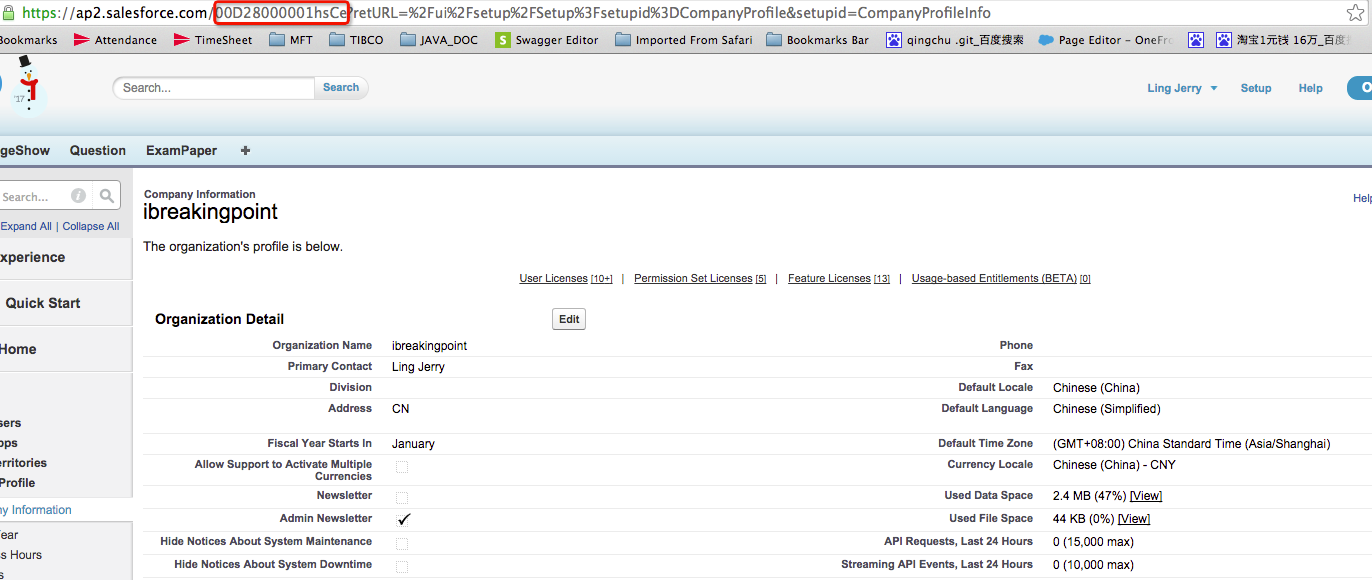 https://ap2.salesforce.com/00D28000001hsCe?retURL=%2Fui%2Fsetup%2FSetup%3Fsetupid%3DCompanyProfile&setupid=CompanyProfileInfo
Bookmarks Attendance TimeSheet MFT TIBCO JAVA_DOC Swagger Editor Imported From Safari Bookmarks Bar qingchu .git_百度搜索 Page Editor - OneFro 淘宝1元钱 16万_百度
'17
Search... Search Ling Jerry Setup Help
geShow Question ExamPaper +
Search...
Expand All | Collapse All
xperience
Quick Start
Home
sers
pps
erritories
Profile
ny Information
ear
s Hours
s
Company Information
ibreakingpoint
Help
The organization's profile is below.
User Licenses [10+] | Permission Set Licenses [5] | Feature Licenses [13] | Usage-based Entitlements (BETA) [0]
Organization Detail Edit
Organization Name ibreakingpoint Phone
Primary Contact Ling Jerry Fax
Division Default Locale Chinese (China)
Address CN Default Language Chinese (Simplified)
Fiscal Year Starts In January Default Time Zone (GMT+08:00) China Standard Time (Asia/Shanghai)
Allow Support to Activate Multiple Currencies Currency Locale Chinese (China) - CNY
Newsletter Used Data Space 2.4 MB (47%) [View]
Admin Newsletter ✓ Used File Space 44 KB (0%) [View]
Hide Notices About System Maintenance API Requests, Last 24 Hours 0 (15,000 max)
Hide Notices About System Downtime Streaming API Events, Last 24 Hours 0 (10,000 max)